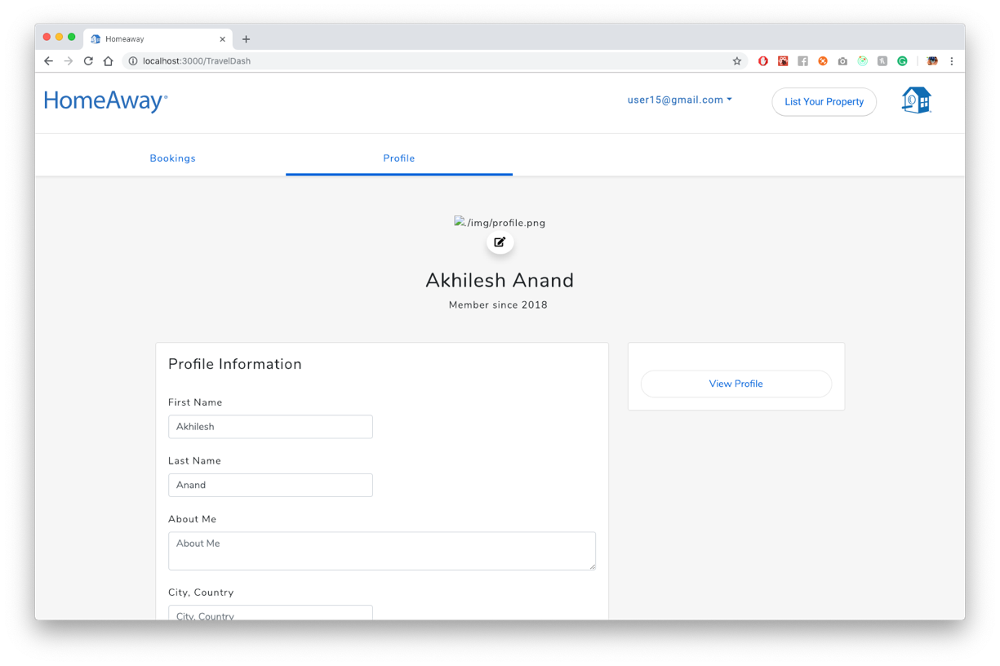 Homeaway
localhost:3000/TravelDash
HomeAway®
user15@gmail.com
List Your Property
Bookings
Profile
./img/profile.png
Akhilesh Anand
Member since 2018
Profile Information
View Profile
First Name
Akhilesh
Last Name
Anand
About Me
About Me
City, Country
City, Country